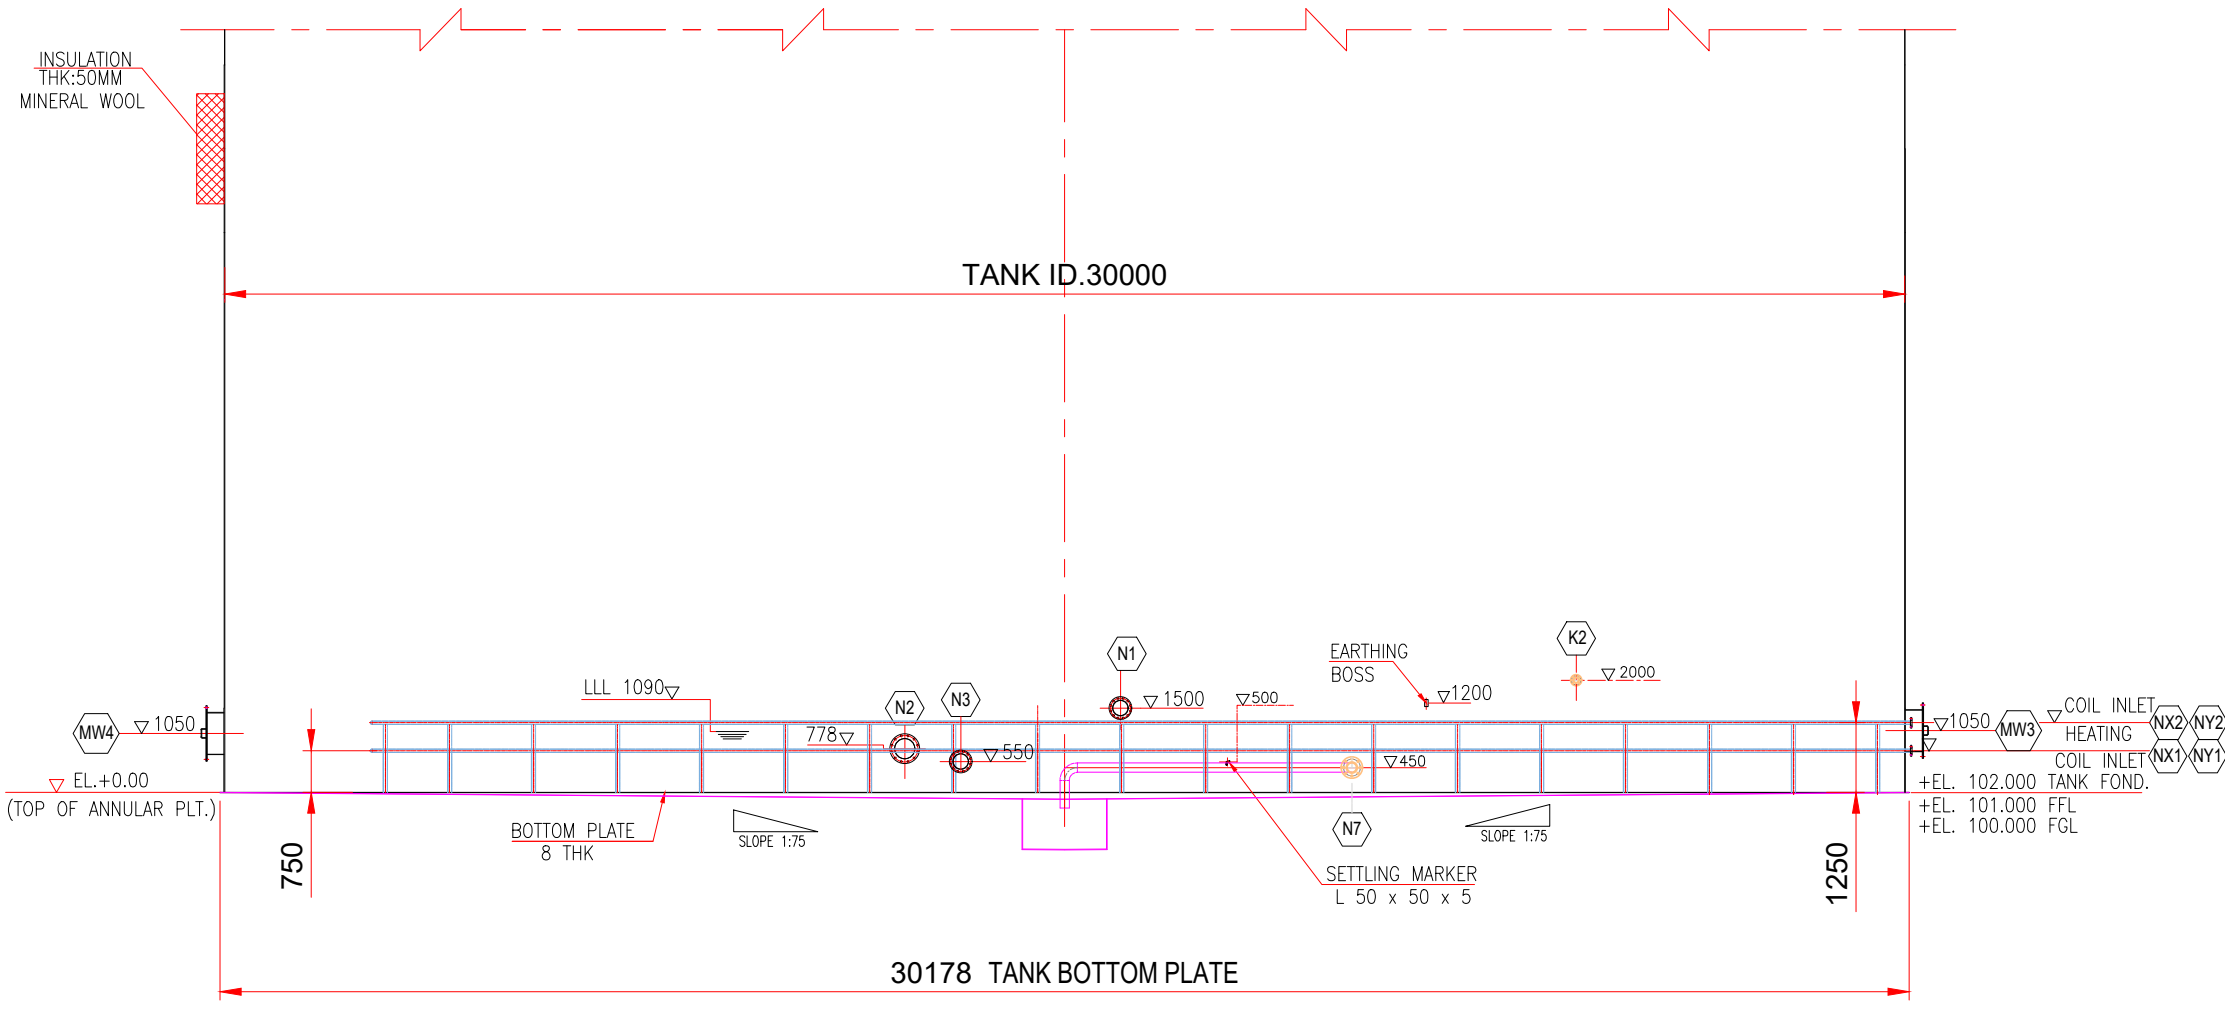 INSULATION
THK:50MM
MINERAL WOOL
TANK ID.30000
K2
N1
EARTHING
BOSS
2000
LLL 1090
N2
N3
1500
500
1200
MW4
1050
778
550
450
1050
MW3
COIL INLET
NX2
NY2
HEATING
COIL INLET
NX1
NY1
EL.+0.00
(TOP OF ANNULAR PLT.)
+EL. 102.000 TANK FOND.
+EL. 101.000 FFL
+EL. 100.000 FGL
BOTTOM PLATE
8 THK
SLOPE 1:75
N7
SLOPE 1:75
750
1250
SETTLING MARKER
L 50 x 50 x 5
30178 TANK BOTTOM PLATE